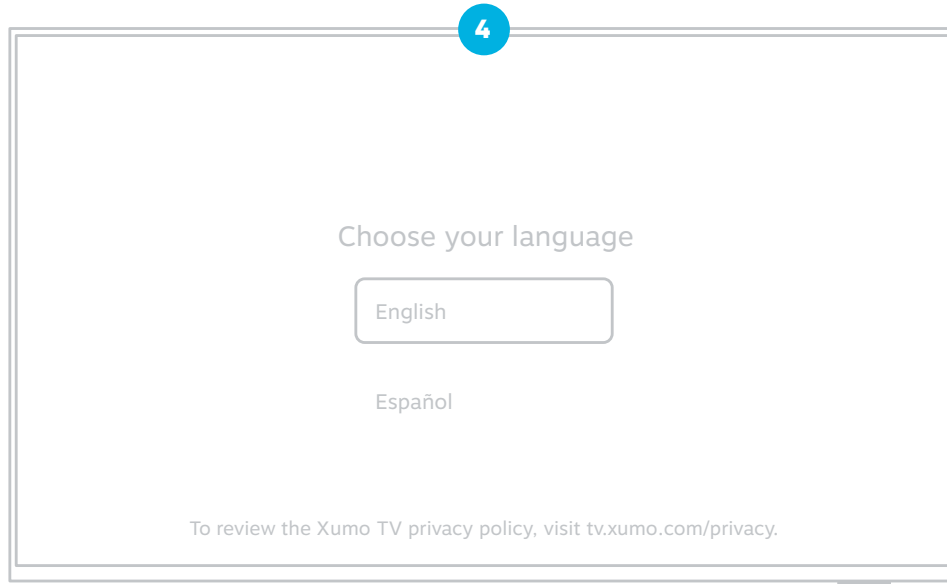 4
Choose your language
English
Español
To review the Xumo TV privacy policy, visit tv.xumo.com/privacy.